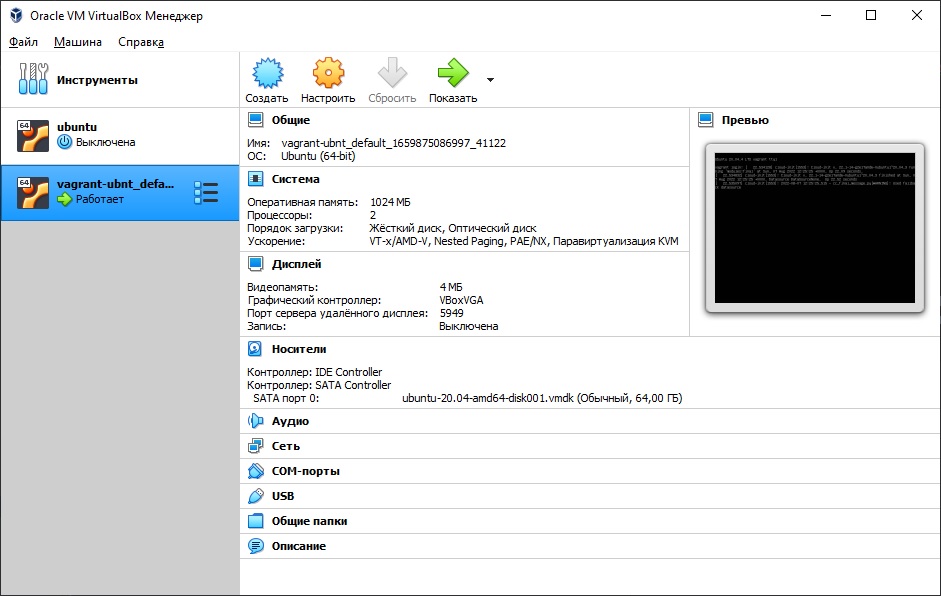 Oracle VM VirtualBox Менеджер
Файл Машина Справка
Инструменты
Создать Настроить Сбросить Показать
64 ubuntu
Выключена
64 vagrant-ubnt_defa...
Работает
Общие
Имя: vagrant-ubnt_default_1659875086997_41122
ОС: Ubuntu (64-bit)
Система
Оперативная память: 1024 МБ
Процессоры: 2
Порядок загрузки: Жёсткий диск, Оптический диск
Ускорение: VT-x/AMD-V, Nested Paging, PAE/NX, Паравиртуализация KVM
Дисплей
Видеопамять: 4 МБ
Графический контроллер: VBoxVGA
Порт сервера удалённого дисплея: 5949
Запись: Выключена
Носители
Контроллер: IDE Controller
Контроллер: SATA Controller
SATA порт 0: ubuntu-20.04-amd64-disk001.vmdk (Обычный, 64,00 ГБ)
Аудио
Сеть
COM-порты
USB
Общие папки
Описание
Превью